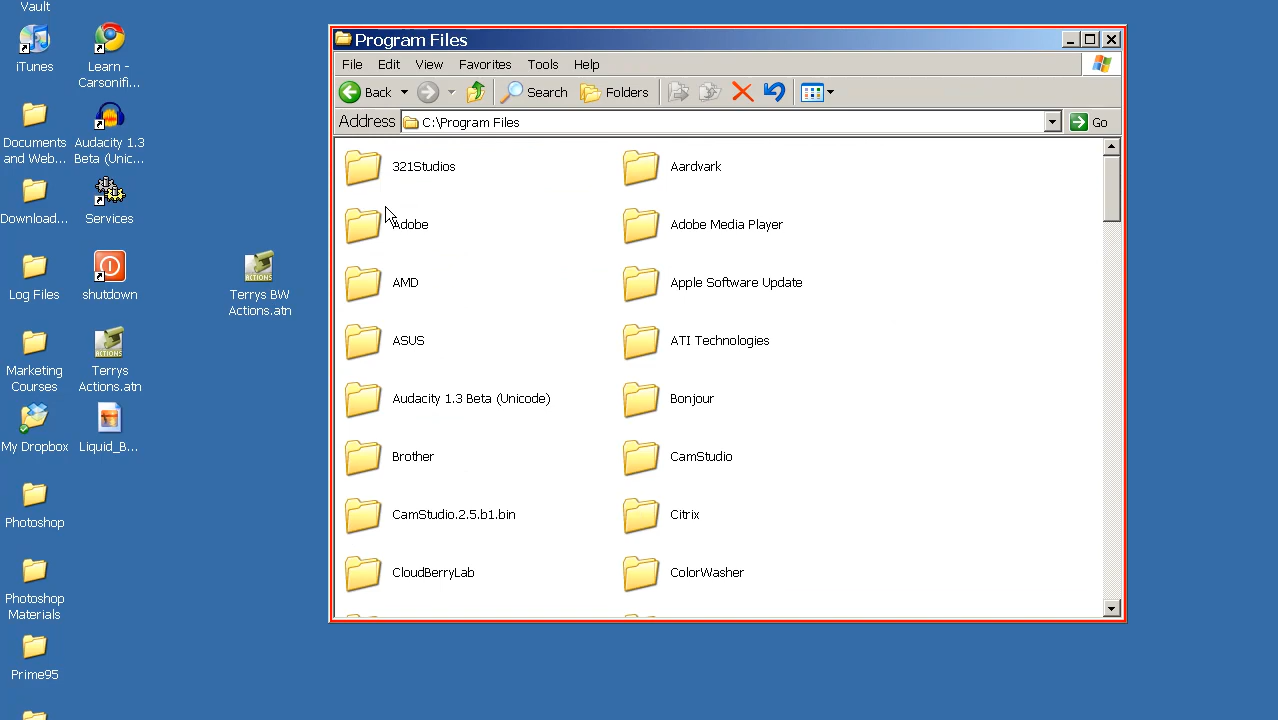 Vault
iTunes
Learn -
Carsonifi...
Documents
and Web...
Audacity 1.3
Beta (Unic...
Download...
Services
Log Files
shutdown
ACTIONS
Terrys BW
Actions.atn
Marketing
Courses
ACTIONS
Terrys
Actions.atn
My Dropbox
Liquid_B...
Photoshop
Photoshop
Materials
Prime95
Program Files
File Edit View Favorites Tools Help
Back Search Folders
Address C:\Program Files Go
321Studios Aardvark
Adobe Adobe Media Player
AMD Apple Software Update
ASUS ATI Technologies
Audacity 1.3 Beta (Unicode) Bonjour
Brother CamStudio
CamStudio.2.5.b1.bin Citrix
CloudBerryLab ColorWasher